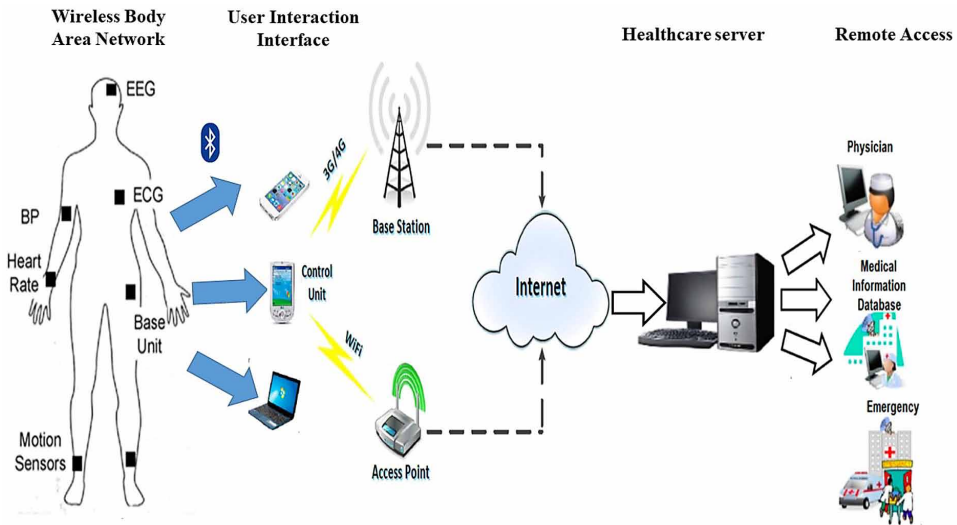 Wireless Body
Area Network
User Interaction
Interface
Healthcare server
Remote Access
EEG
ECG
BP
Heart
Rate
Base
Unit
Motion
Sensors
3G/4G
Base Station
Control
Unit
WiFi
Access Point
Internet
Physician
Medical
Information
Database
Emergency